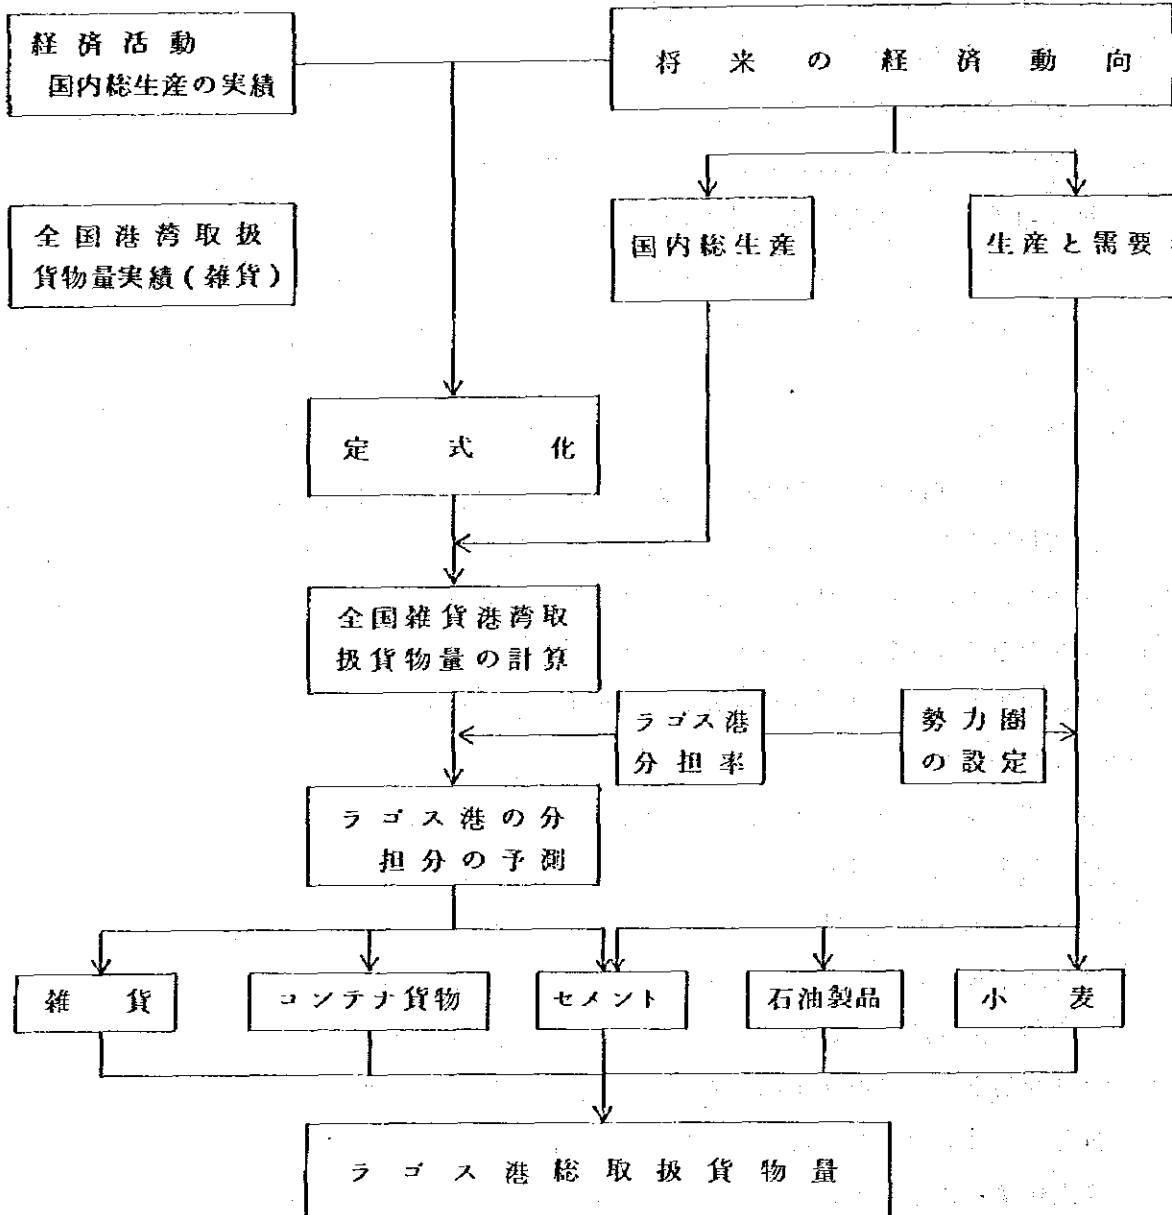 経済活動
国内総生産の実績
将来の経済動向
全国港湾取扱
貨物量実績(雑貨)
国内総生産
生産と需要
定式化
全国雑貨港湾取
扱貨物量の計算
ラゴス港
分担率
勢力圏
の設定
ラゴス港の分
担分の予測
雑貨
コンテナ貨物
セメント
石油製品
小麦
ラゴス港総取扱貨物量